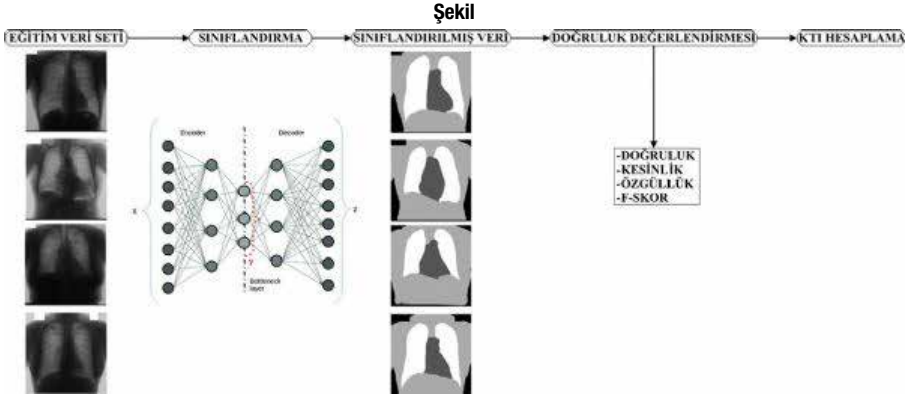 Şekil
EĞİTİM VERİ SETİ
SINIFLANDIRMA
SINIFLANDIRILMIŞ VERİ
DOĞRULUK DEĞERLENDİRMESİ
KTI HESAPLAMA
Encoder
Decoder
X
Z
Y
Bottleneck
layer
-DOĞRULUK
-KESİNLİK
-ÖZGÜLLÜK
-F-SKOR